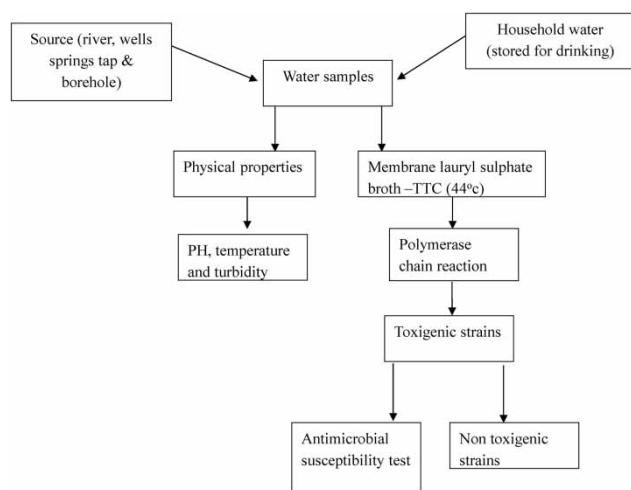 Source (river, wells
springs tap &
borehole)
Household water
(stored for drinking)
Water samples
Physical properties
Membrane lauryl sulphate
broth –TTC (44ºc)
PH, temperature
and turbidity
Polymerase
chain reaction
Toxigenic strains
Antimicrobial
susceptibility test
Non toxigenic
strains